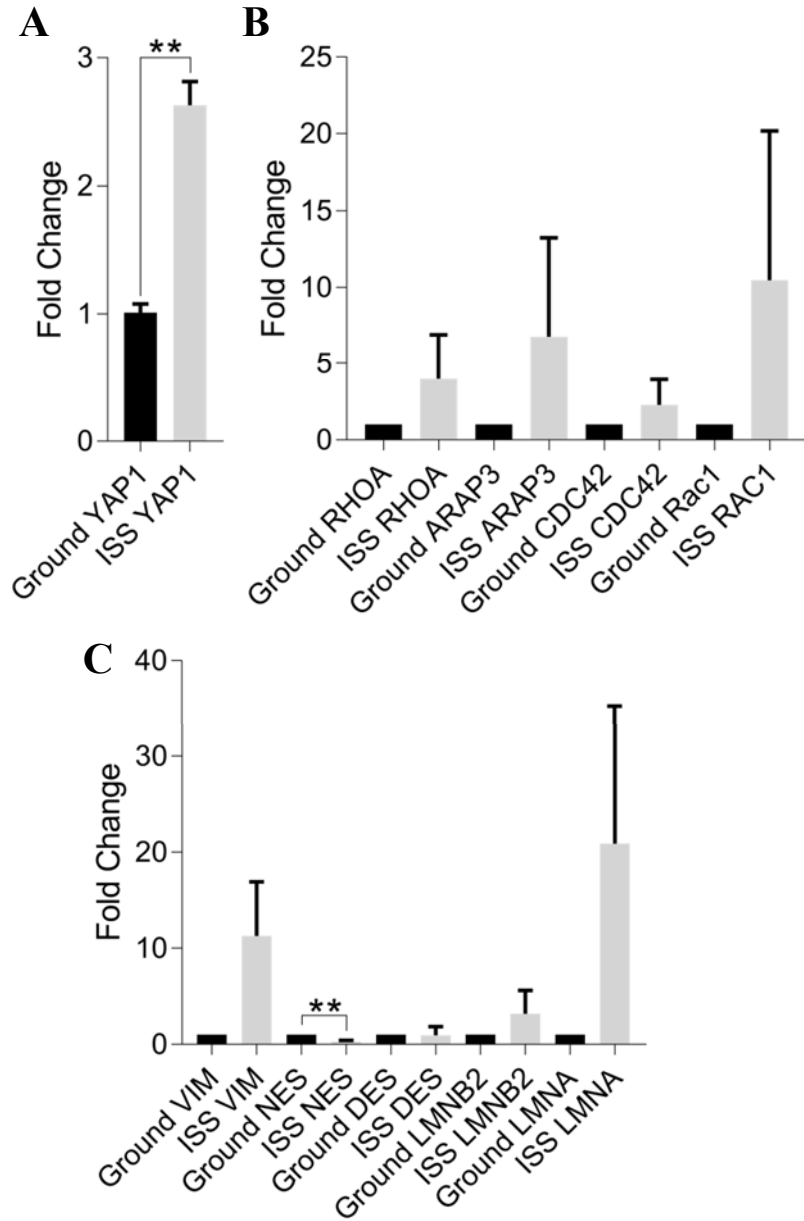 A
Fold Change
3
2
1
0
**
Ground YAP1
ISS YAP1
B
Fold Change
25
20
15
10
5
0
Ground RHOA
ISS RHOA
Ground ARAP3
ISS ARAP3
Ground CDC42
ISS CDC42
Ground Rac1
ISS RAC1
C
Fold Change
40
30
20
10
0
**
Ground VIM
ISS VIM
Ground NES
ISS NES
Ground DES
ISS DES
Ground LMNB2
ISS LMNB2
Ground LMNA
ISS LMNA